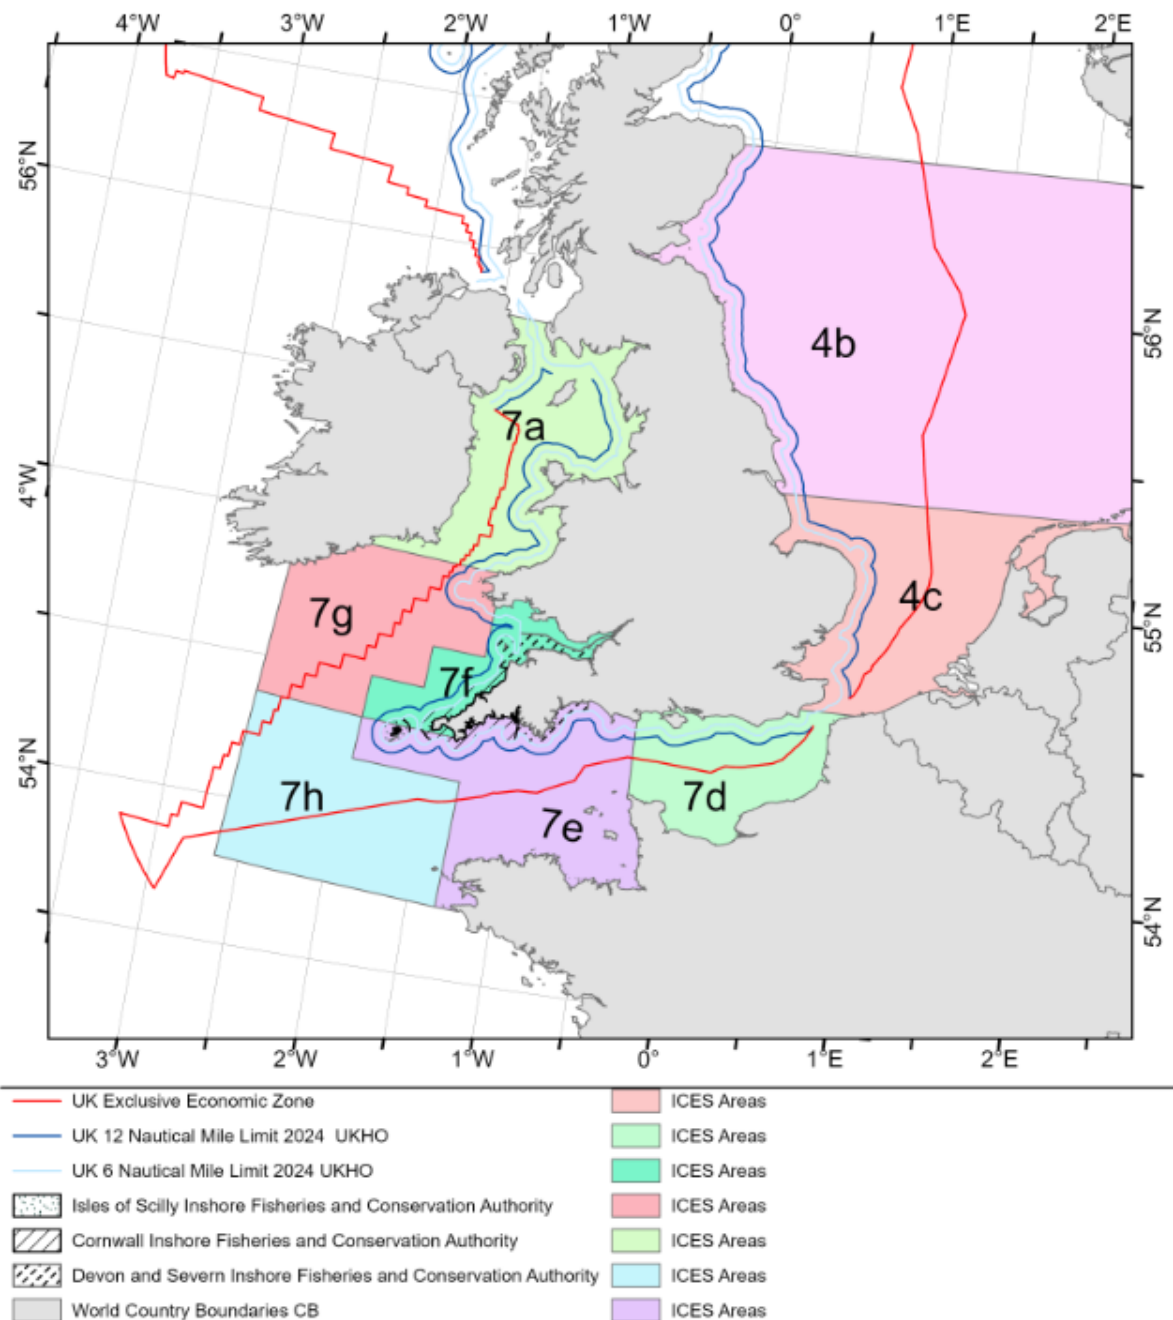 4°W 3°W 2°W 1°W 0° 1°E 2°E
56°N
4b
56°N
7a
4°W
4c
7g
55°N
7f
54°N
7h
7d
7e
54°N
3°W 2°W 1°W 0° 1°E 2°E
UK Exclusive Economic Zone ICES Areas
UK 12 Nautical Mile Limit 2024 UKHO ICES Areas
UK 6 Nautical Mile Limit 2024 UKHO ICES Areas
Isles of Scilly Inshore Fisheries and Conservation Authority ICES Areas
Cornwall Inshore Fisheries and Conservation Authority ICES Areas
Devon and Severn Inshore Fisheries and Conservation Authority ICES Areas
World Country Boundaries CB ICES Areas